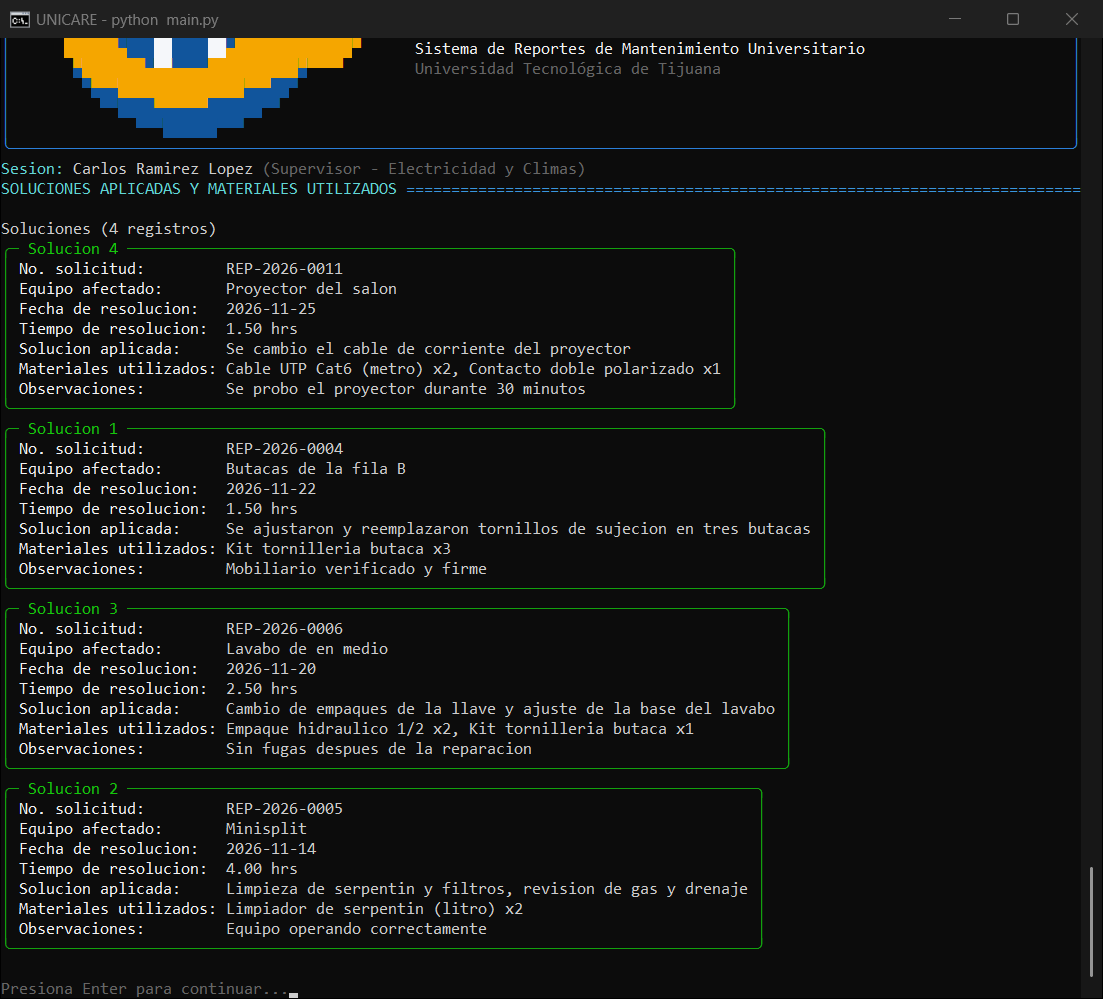 UNICARE - python  main.py
Sistema de Reportes de Mantenimiento Universitario
Universidad Tecnológica de Tijuana
Sesion: Carlos Ramirez Lopez (Supervisor - Electricidad y Climas)
SOLUCIONES APLICADAS Y MATERIALES UTILIZADOS ===========================================================================
Soluciones (4 registros)
Solucion 4
No. solicitud: REP-2026-0011
Equipo afectado: Proyector del salon
Fecha de resolucion: 2026-11-25
Tiempo de resolucion: 1.50 hrs
Solucion aplicada: Se cambio el cable de corriente del proyector
Materiales utilizados: Cable UTP Cat6 (metro) x2, Contacto doble polarizado x1
Observaciones: Se probo el proyector durante 30 minutos
Solucion 1
No. solicitud: REP-2026-0004
Equipo afectado: Butacas de la fila B
Fecha de resolucion: 2026-11-22
Tiempo de resolucion: 1.50 hrs
Solucion aplicada: Se ajustaron y reemplazaron tornillos de sujecion en tres butacas
Materiales utilizados: Kit tornilleria butaca x3
Observaciones: Mobiliario verificado y firme
Solucion 3
No. solicitud: REP-2026-0006
Equipo afectado: Lavabo de en medio
Fecha de resolucion: 2026-11-20
Tiempo de resolucion: 2.50 hrs
Solucion aplicada: Cambio de empaques de la llave y ajuste de la base del lavabo
Materiales utilizados: Empaque hidraulico 1/2 x2, Kit tornilleria butaca x1
Observaciones: Sin fugas despues de la reparacion
Solucion 2
No. solicitud: REP-2026-0005
Equipo afectado: Minisplit
Fecha de resolucion: 2026-11-14
Tiempo de resolucion: 4.00 hrs
Solucion aplicada: Limpieza de serpentin y filtros, revision de gas y drenaje
Materiales utilizados: Limpiador de serpentin (litro) x2
Observaciones: Equipo operando correctamente
Presiona Enter para continuar...